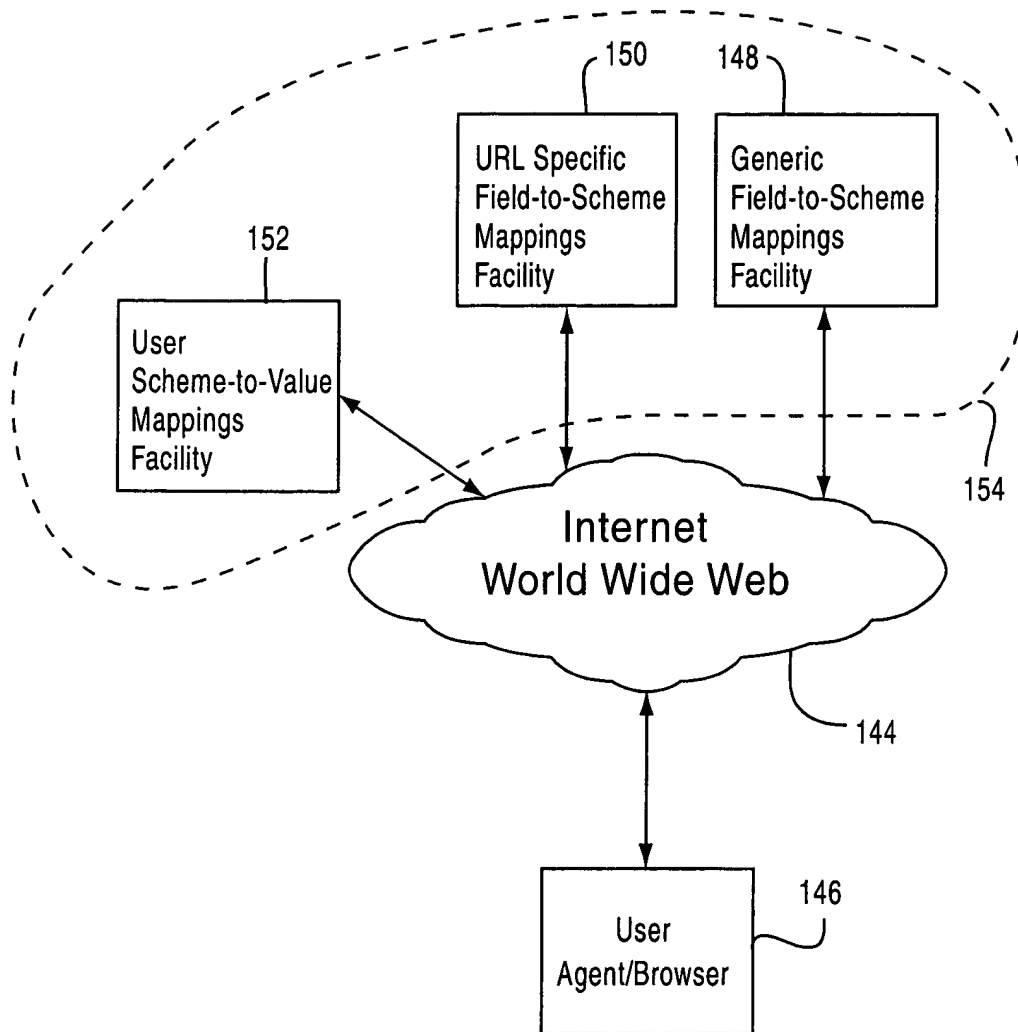 150
148
URL Specific
Field-to-Scheme
Mappings
Facility
Generic
Field-to-Scheme
Mappings
Facility
152
User
Scheme-to-Value
Mappings
Facility
154
Internet
World Wide Web
144
146
User
Agent/Browser